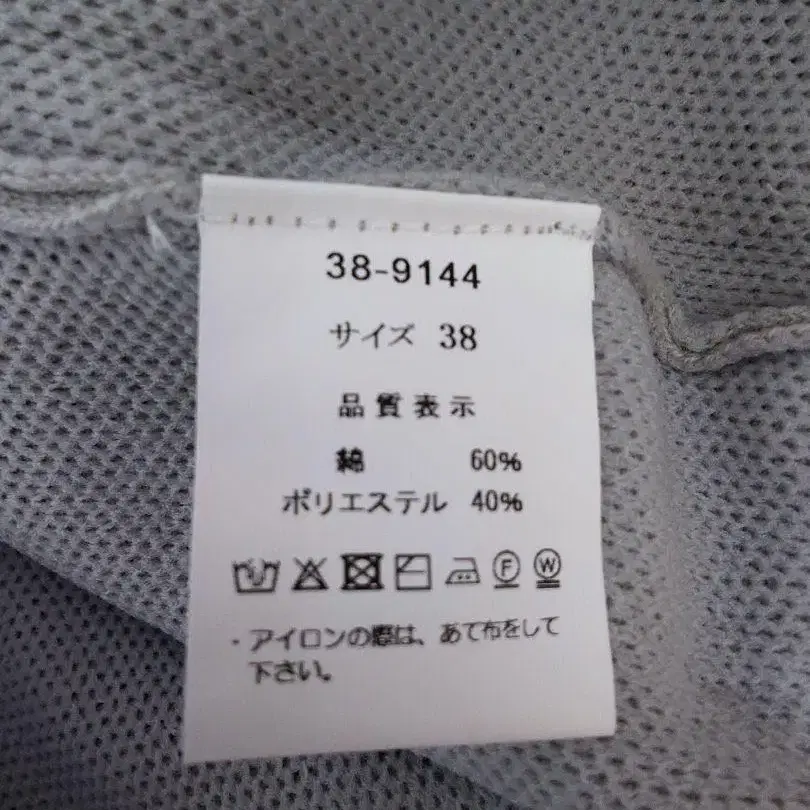 38-9144
サイズ 38
品質表示
綿 60%
ポリエステル 40%
F W
・アイロンの際は、あて布をして
下さい。